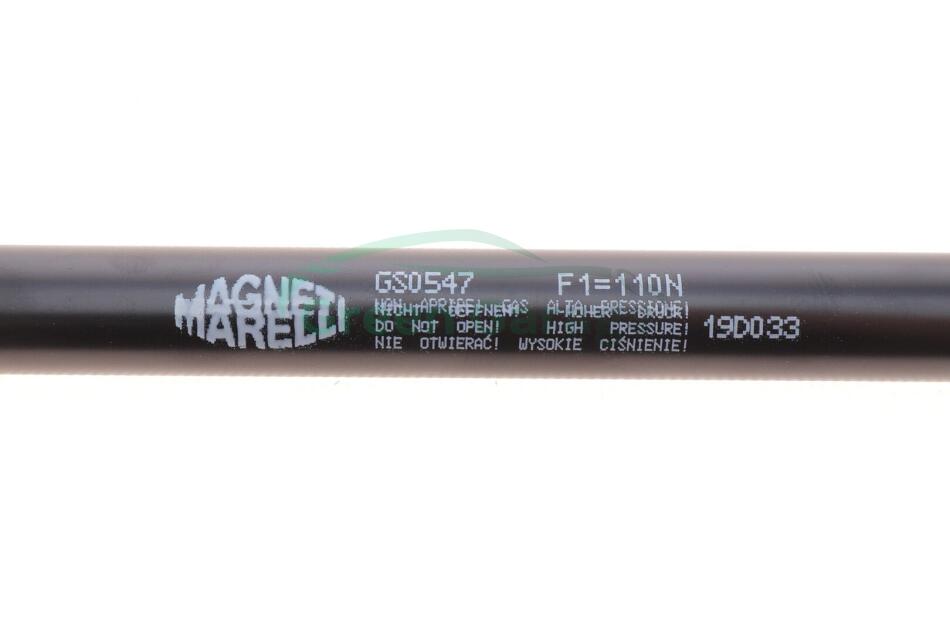 MAGNETI
MARELLI
GS0547 F1=110N
NON APRIRE! GAS ALTA PRESSIONE!
NICHT OEFFNEN! HOHER DRUCK!
DO NOT OPEN! HIGH PRESSURE!
NIE OTWIERAĆ! WYSOKIE CIŚNIENIE!
19D033